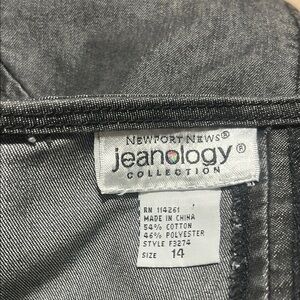 NEWPORT NEWS®
jeanology®
COLLECTION
RN 114261
MADE IN CHINA
54% COTTON
46% POLYESTER
STYLE F3274
SIZE 14